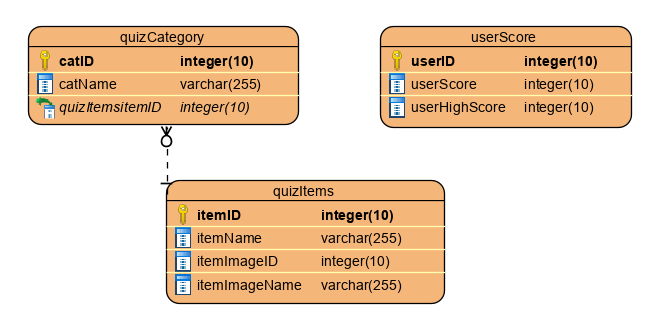 quizCategory
catID integer(10)
catName varchar(255)
quizItemsitemID integer(10)
userScore
userID integer(10)
userScore integer(10)
userHighScore integer(10)
quizItems
itemID integer(10)
itemName varchar(255)
itemImageID integer(10)
itemImageName varchar(255)